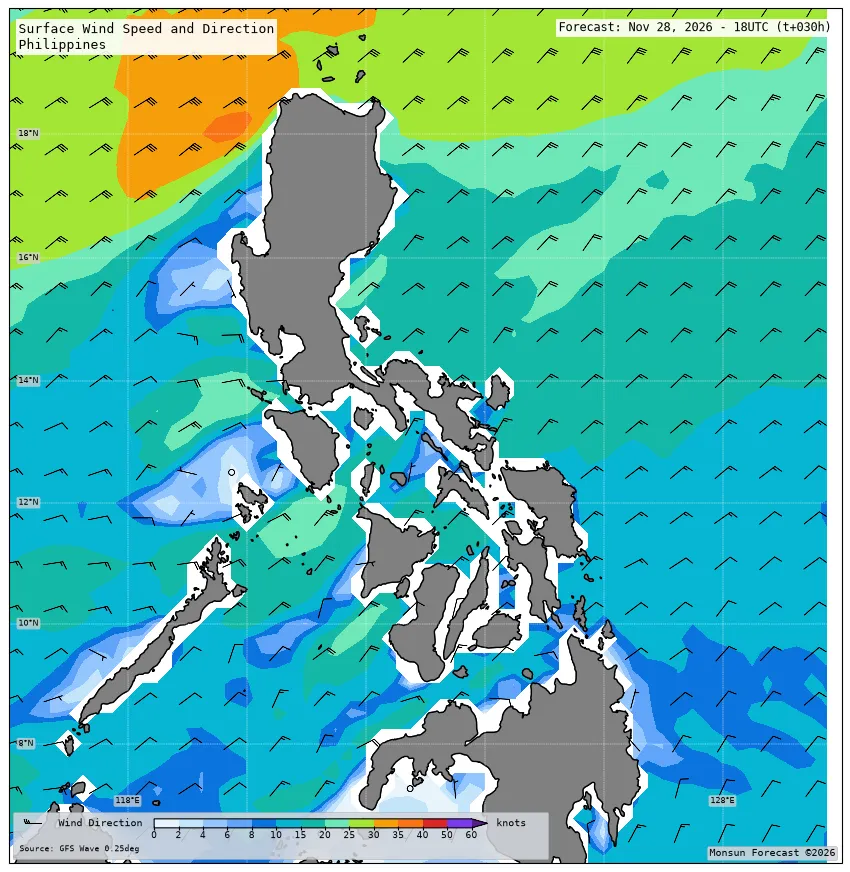 Surface Wind Speed and Direction
Philippines
Forecast: Nov 28, 2026 - 18UTC (t+030h)
18°N
16°N
14°N
12°N
10°N
8°N
118°E
128°E
Wind Direction
knots
0 2 4 6 8 10 15 20 25 30 35 40 50 60
Source: GFS Wave 0.25deg
Monsun Forecast ©2026